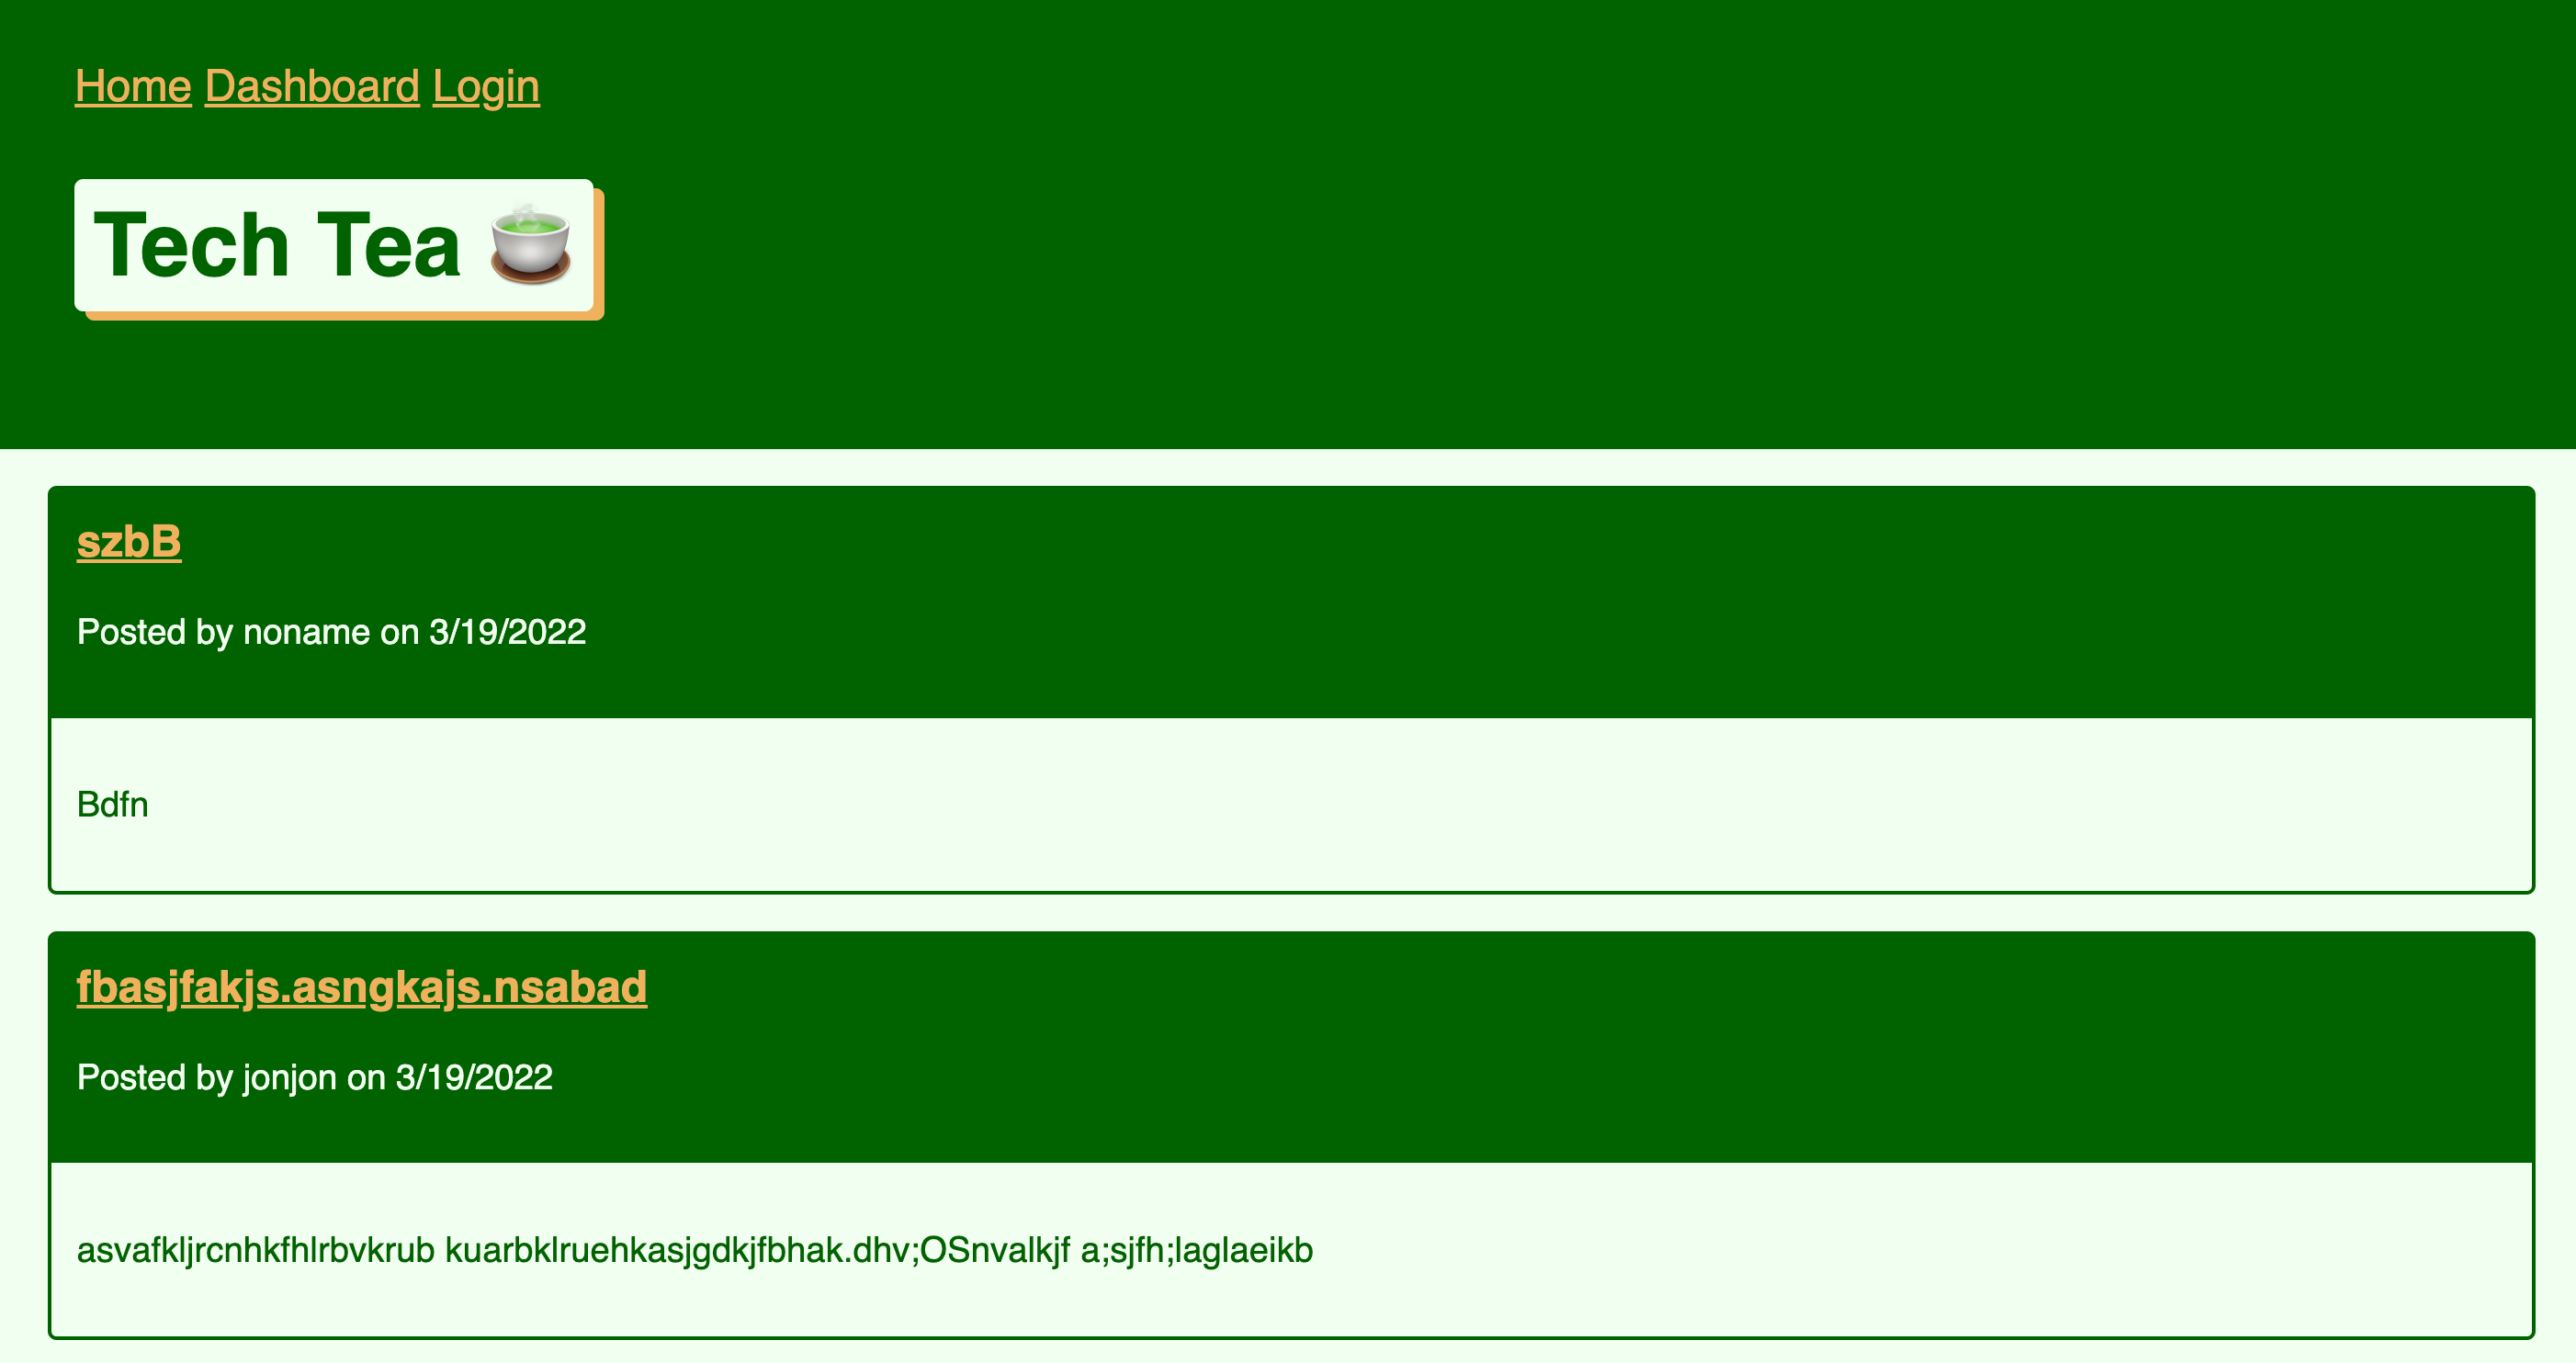 Home Dashboard Login
Tech Tea 🍵
szbB
Posted by noname on 3/19/2022
Bdfn
fbasjfakjs.asngkajs.nsabad
Posted by jonjon on 3/19/2022
asvafkljrcnhkfhlrbvkrub kuarbklruehkasjgdkjfbhak.dhv;OSnvalkjf a;sjfh;laglaeikb